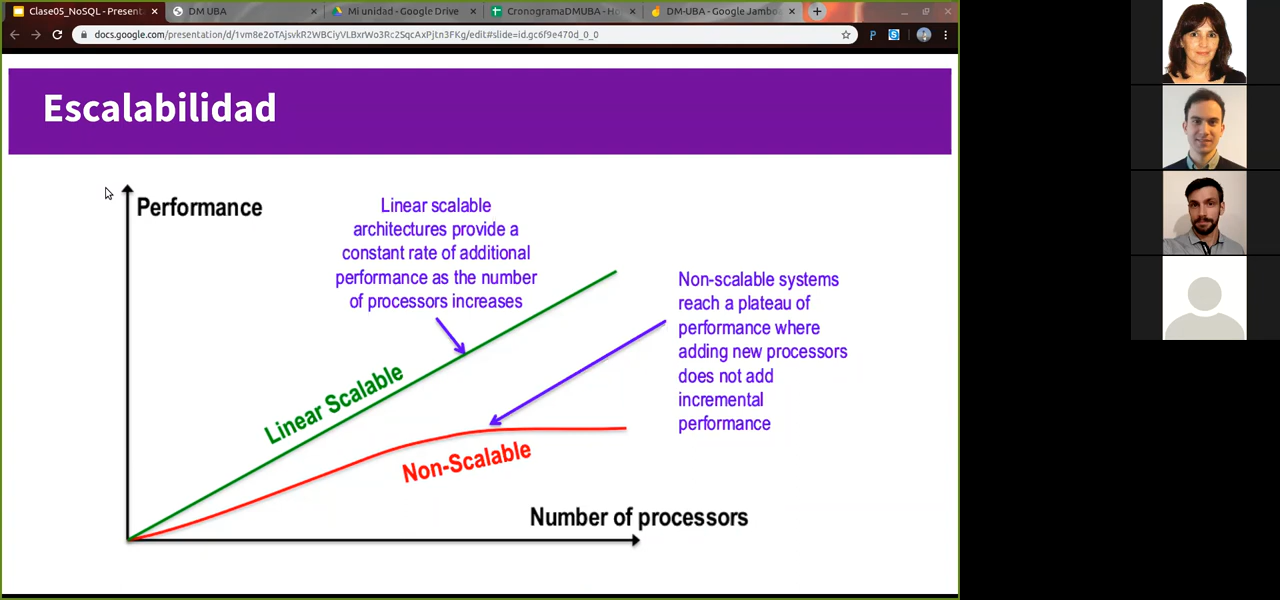 Clase05_NoSQL - Present
DM UBA
Mi unidad - Google Drive
CronogramaDMUBA - Ho
DM-UBA - Google Jambo
docs.google.com/presentation/d/1vm8e2oTAjsvkR2WBCiyVLBxrWo3Rc2SqcAxPjtn3FKg/edit#slide=id.gc6f9e470d_0_0
Escalabilidad
Performance
Linear scalable
architectures provide a
constant rate of additional
performance as the number
of processors increases
Non-scalable systems
reach a plateau of
performance where
adding new processors
does not add
incremental
performance
Linear Scalable
Non-Scalable
Number of processors